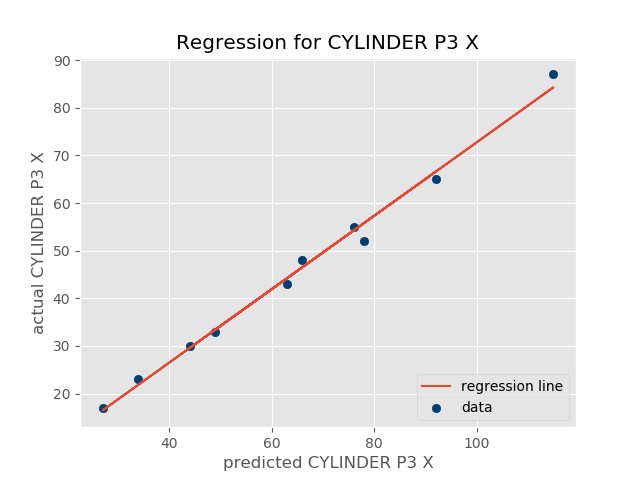 Regression for CYLINDER P3 X
90
80
70
60
50
40
30
20
actual CYLINDER P3 X
40
60
80
100
predicted CYLINDER P3 X
regression line
data